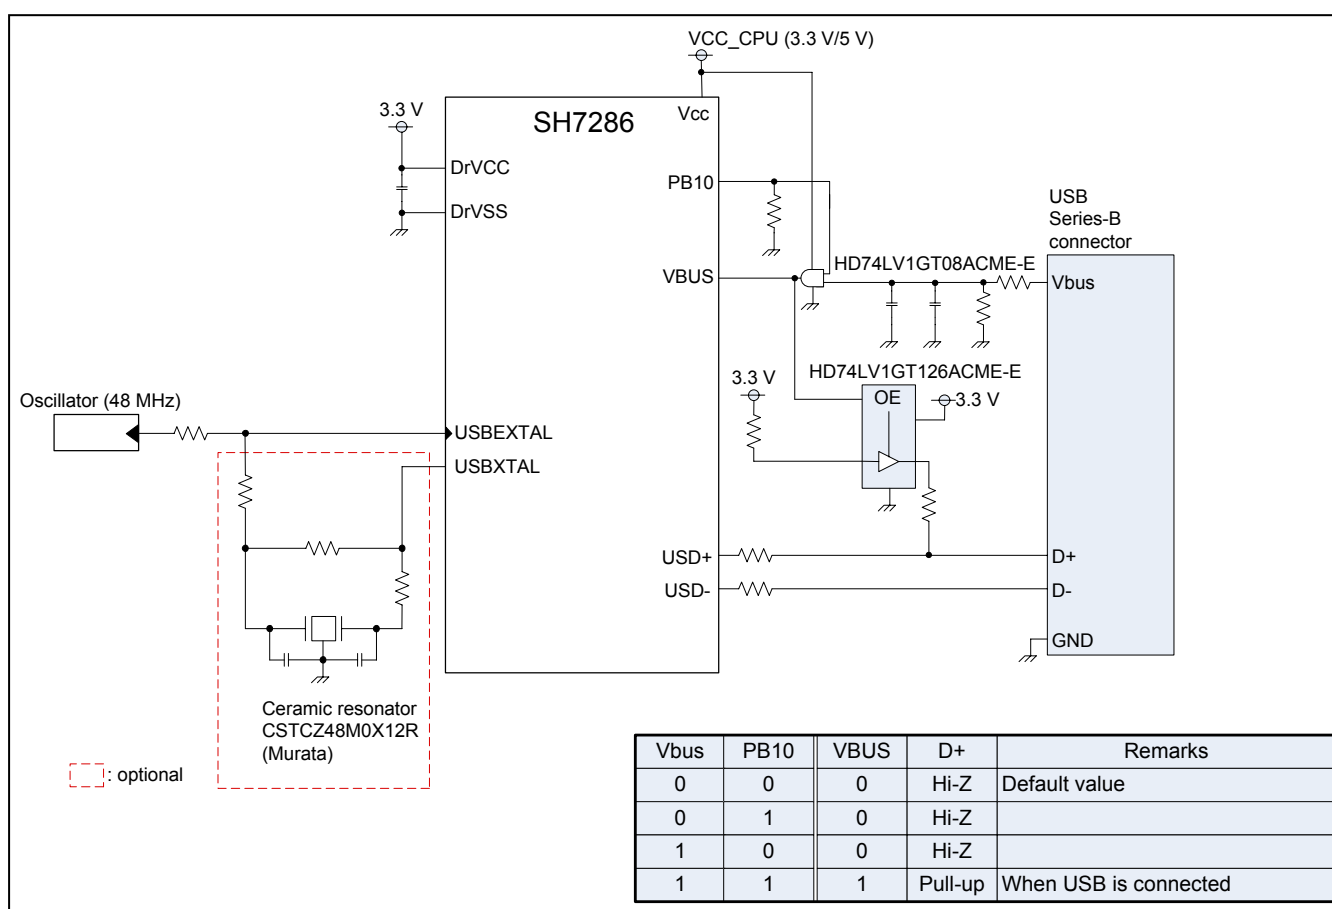 VCC_CPU (3.3 V/5 V)
3.3 V
SH7286
Vcc
DrVCC
PB10
DrVSS
USB
Series-B
connector
HD74LV1GT08ACME-E
VBUS
Vbus
3.3 V
HD74LV1GT126ACME-E
OE
3.3 V
Oscillator (48 MHz)
USBEXTAL
USBXTAL
USD+
D+
USD-
D-
GND
Ceramic resonator
CSTCZ48M0X12R
(Murata)
: optional
Vbus PB10 VBUS D+ Remarks
0 0 0 Hi-Z Default value
0 1 0 Hi-Z
1 0 0 Hi-Z
1 1 1 Pull-up When USB is connected